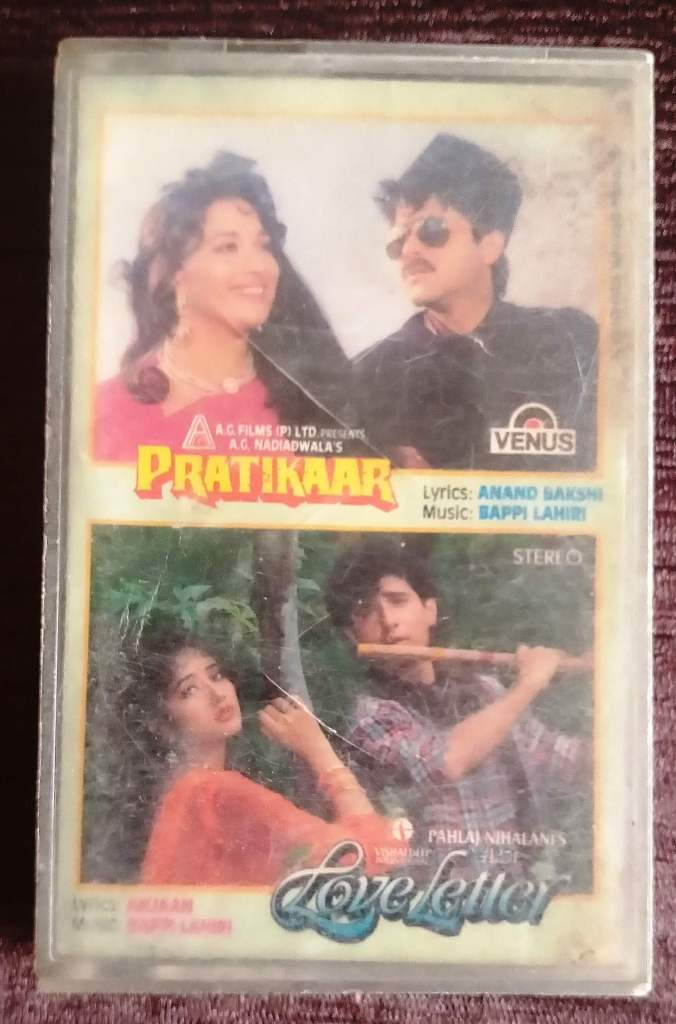 A.G. FILMS (P) LTD. PRESENTS
A.G. NADIADWALA'S
PRATIKAAR
VENUS
Lyrics: ANAND BAKSHI
Music: BAPPI LAHIRI
STEREO
PAHLAJ NIHALANI'S
VISHALDEEP
Love Letter
Lyrics: ANJAAN
Music: BAPPI LAHIRI